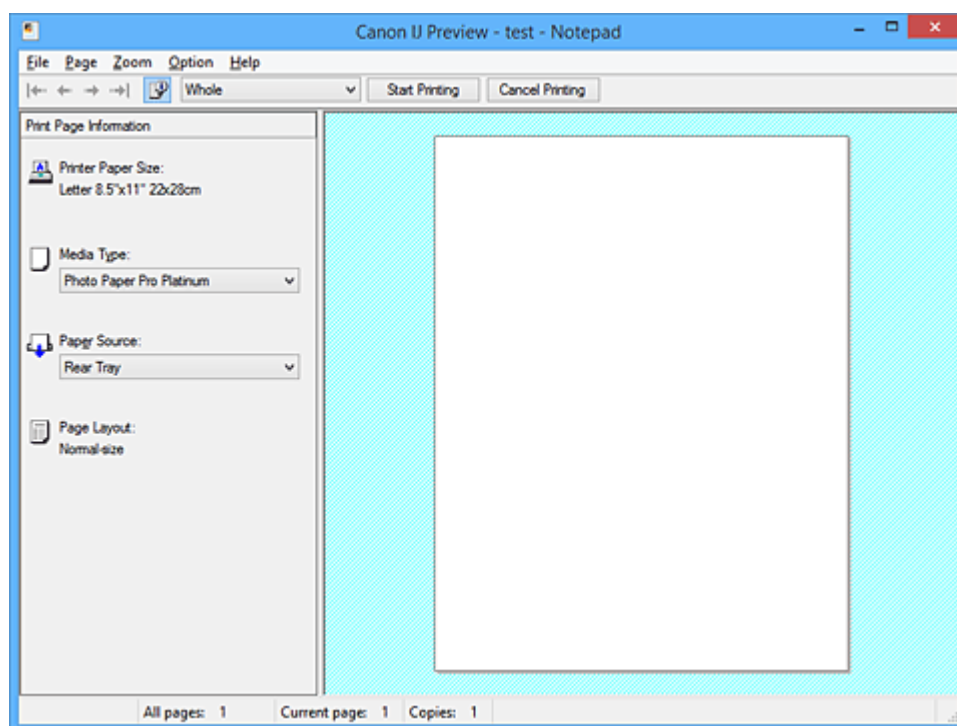 Canon IJ Preview - test - Notepad
File Page Zoom Option Help
Whole Start Printing Cancel Printing
Print Page Information
Printer Paper Size:
Letter 8.5"x11" 22x28cm
Media Type:
Photo Paper Pro Platinum
Paper Source:
Rear Tray
Page Layout:
Normal-size
All pages: 1 Current page: 1 Copies: 1